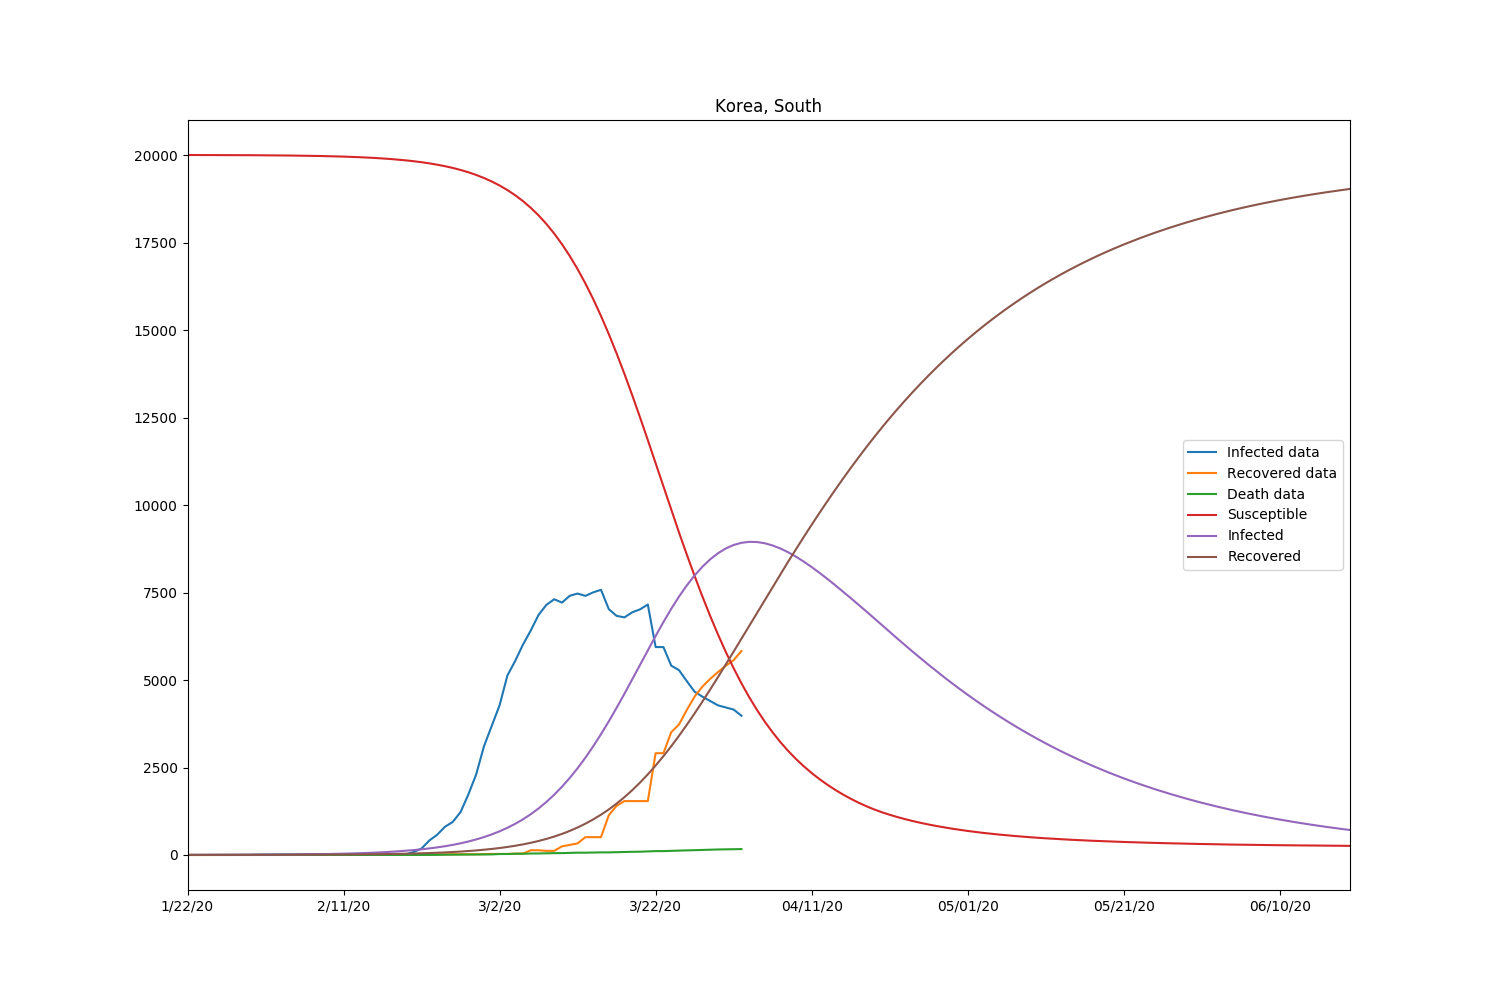 Korea, South
20000
17500
15000
12500
10000
7500
5000
2500
0
Infected data
Recovered data
Death data
Susceptible
Infected
Recovered
1/22/20
2/11/20
3/2/20
3/22/20
04/11/20
05/01/20
05/21/20
06/10/20